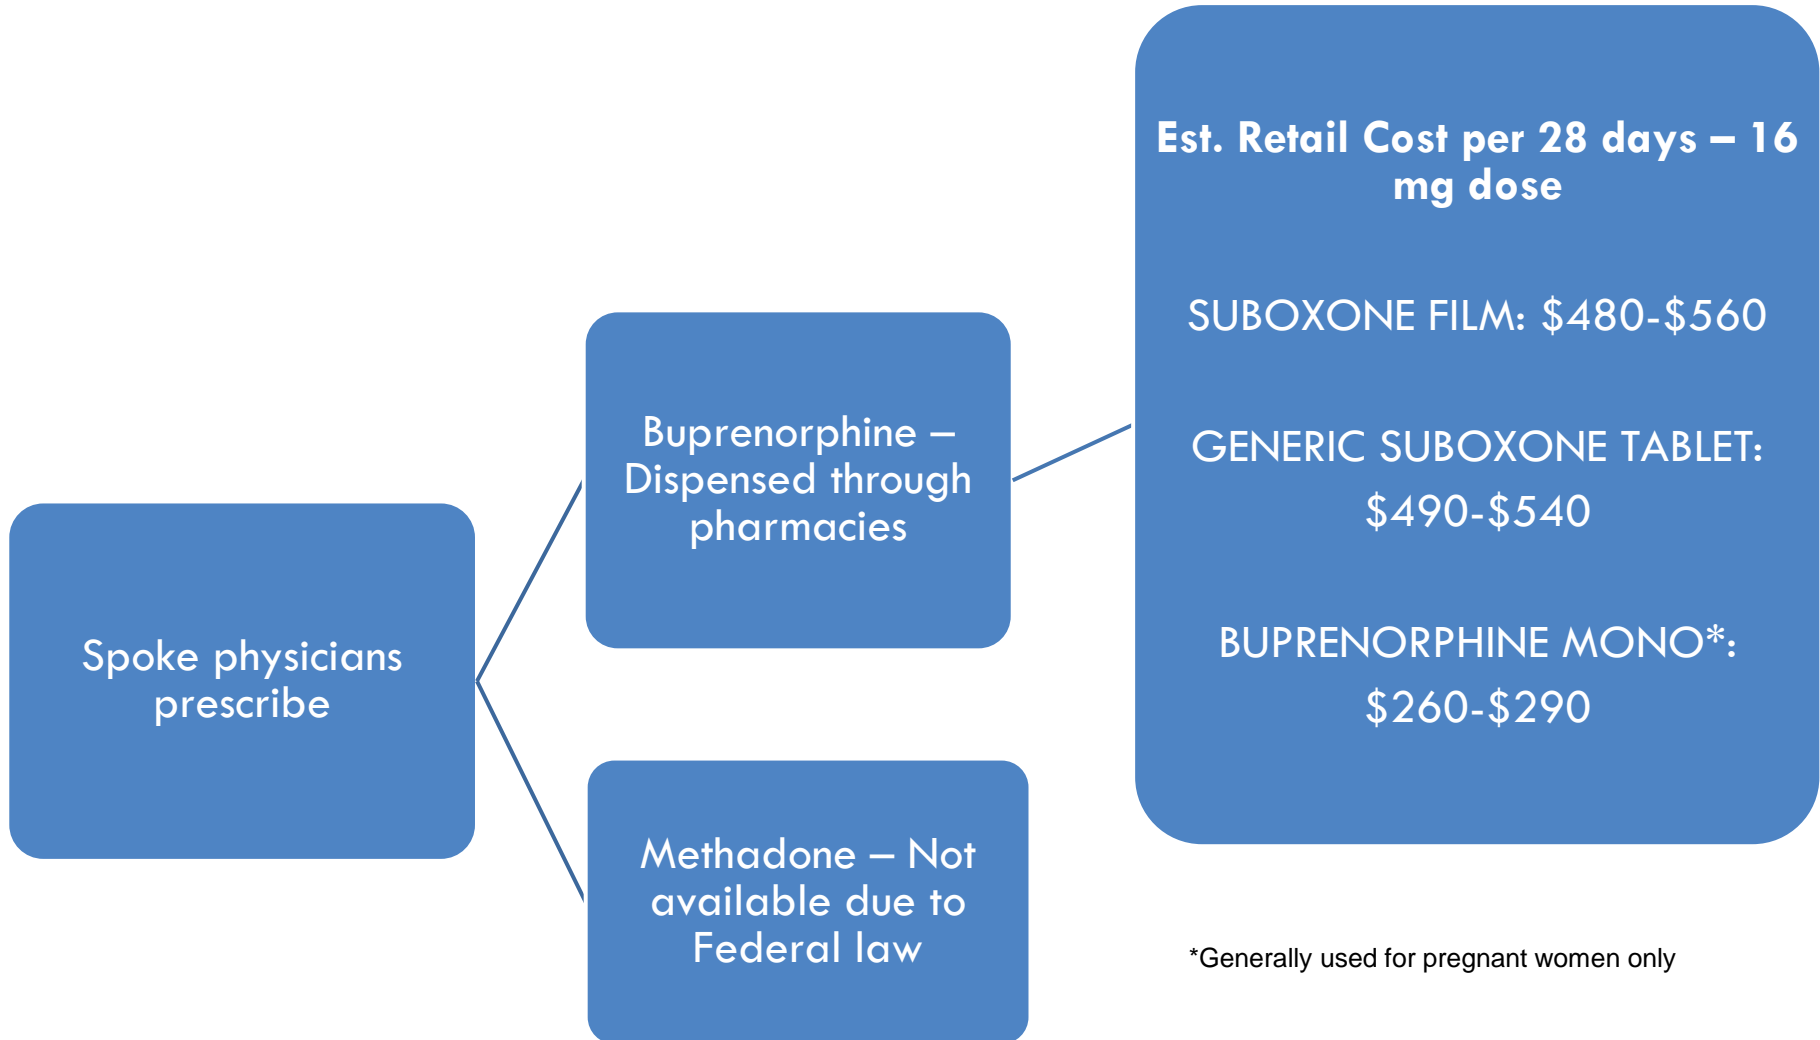 Spoke physicians
prescribe
Buprenorphine –
Dispensed through
pharmacies
Methadone – Not
available due to
Federal law
Est. Retail Cost per 28 days – 16
mg dose
SUBOXONE FILM: $480-$560
GENERIC SUBOXONE TABLET:
$490-$540
BUPRENORPHINE MONO*:
$260-$290
*Generally used for pregnant women only